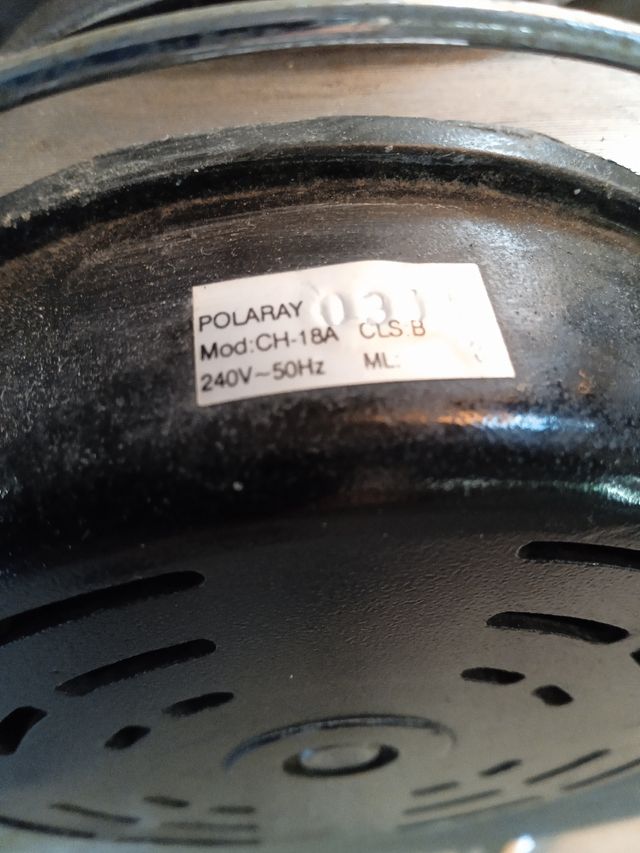 POLARAY 031
Mod:CH-18A CLS:B
240V~50Hz ML: